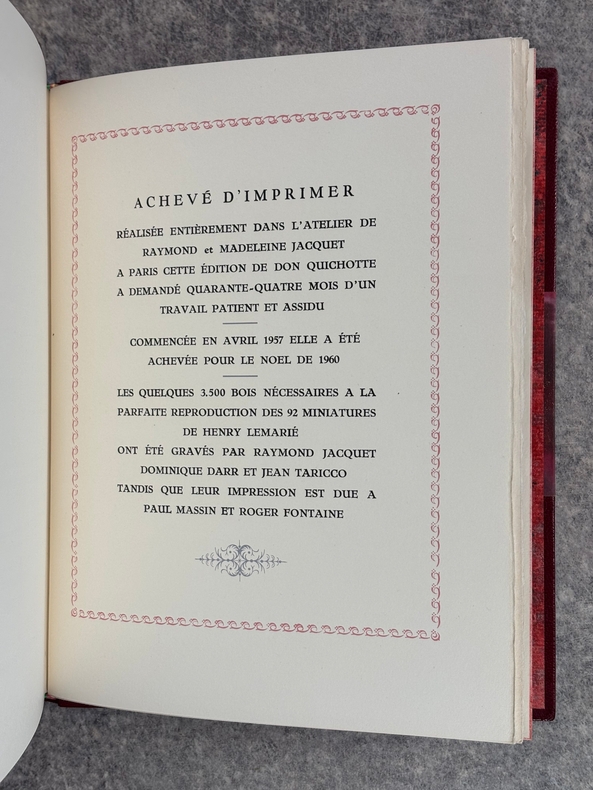 ACHEVÉ D'IMPRIMER
RÉALISÉE ENTIÈREMENT DANS L'ATELIER DE
RAYMOND et MADELEINE JACQUET
A PARIS CETTE ÉDITION DE DON QUICHOTTE
A DEMANDÉ QUARANTE-QUATRE MOIS D'UN
TRAVAIL PATIENT ET ASSIDU
COMMENCÉE EN AVRIL 1957 ELLE A ÉTÉ
ACHEVÉE POUR LE NOEL DE 1960
LES QUELQUES 3.500 BOIS NÉCESSAIRES A LA
PARFAITE REPRODUCTION DES 92 MINIATURES
DE HENRY LEMARIÉ
ONT ÉTÉ GRAVÉS PAR RAYMOND JACQUET
DOMINIQUE DARR ET JEAN TARICCO
TANDIS QUE LEUR IMPRESSION EST DUE A
PAUL MASSIN ET ROGER FONTAINE